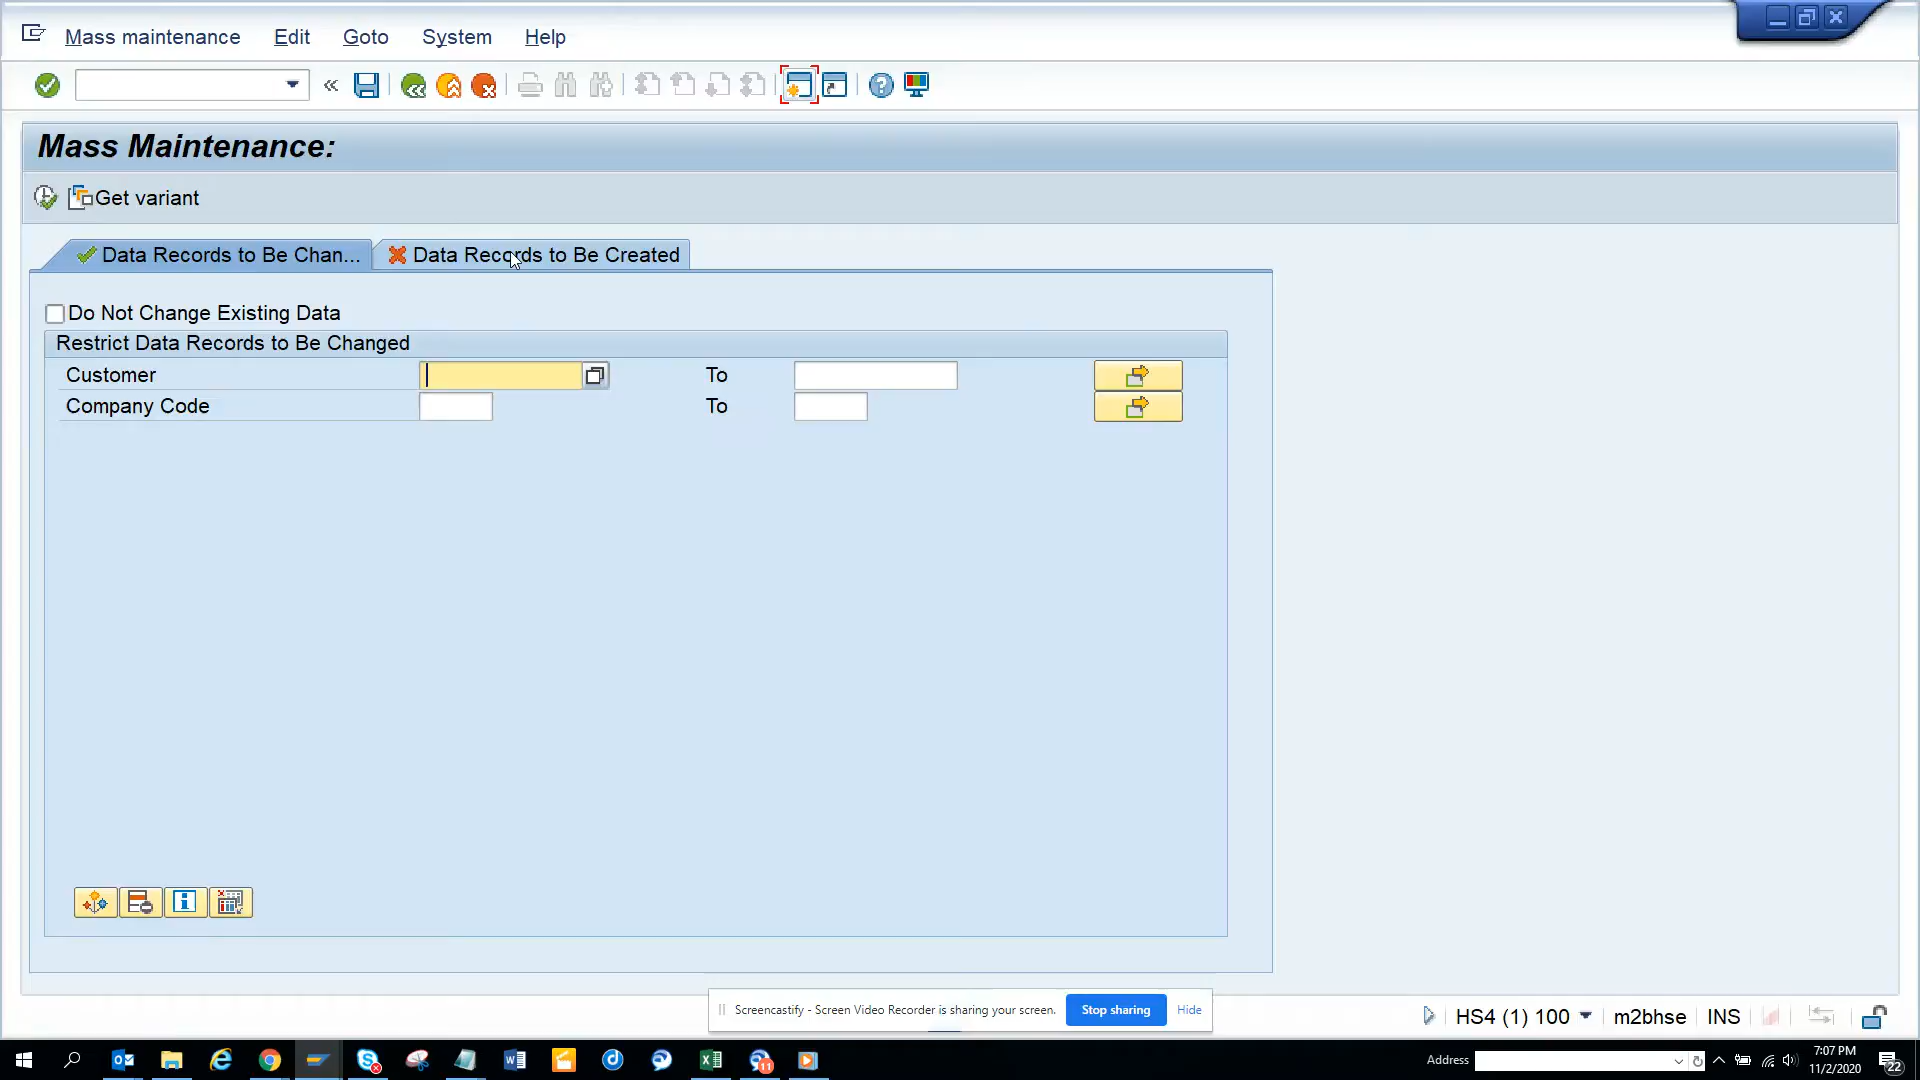 Mass maintenance Edit Goto System Help
Mass Maintenance:
Get variant
Data Records to Be Chan... Data Records to Be Created
Do Not Change Existing Data
Restrict Data Records to Be Changed
Customer To
Company Code To
Screencastify - Screen Video Recorder is sharing your screen. Stop sharing Hide
HS4 (1) 100 m2bhse INS
Address
7:07 PM
11/2/2020
11
22